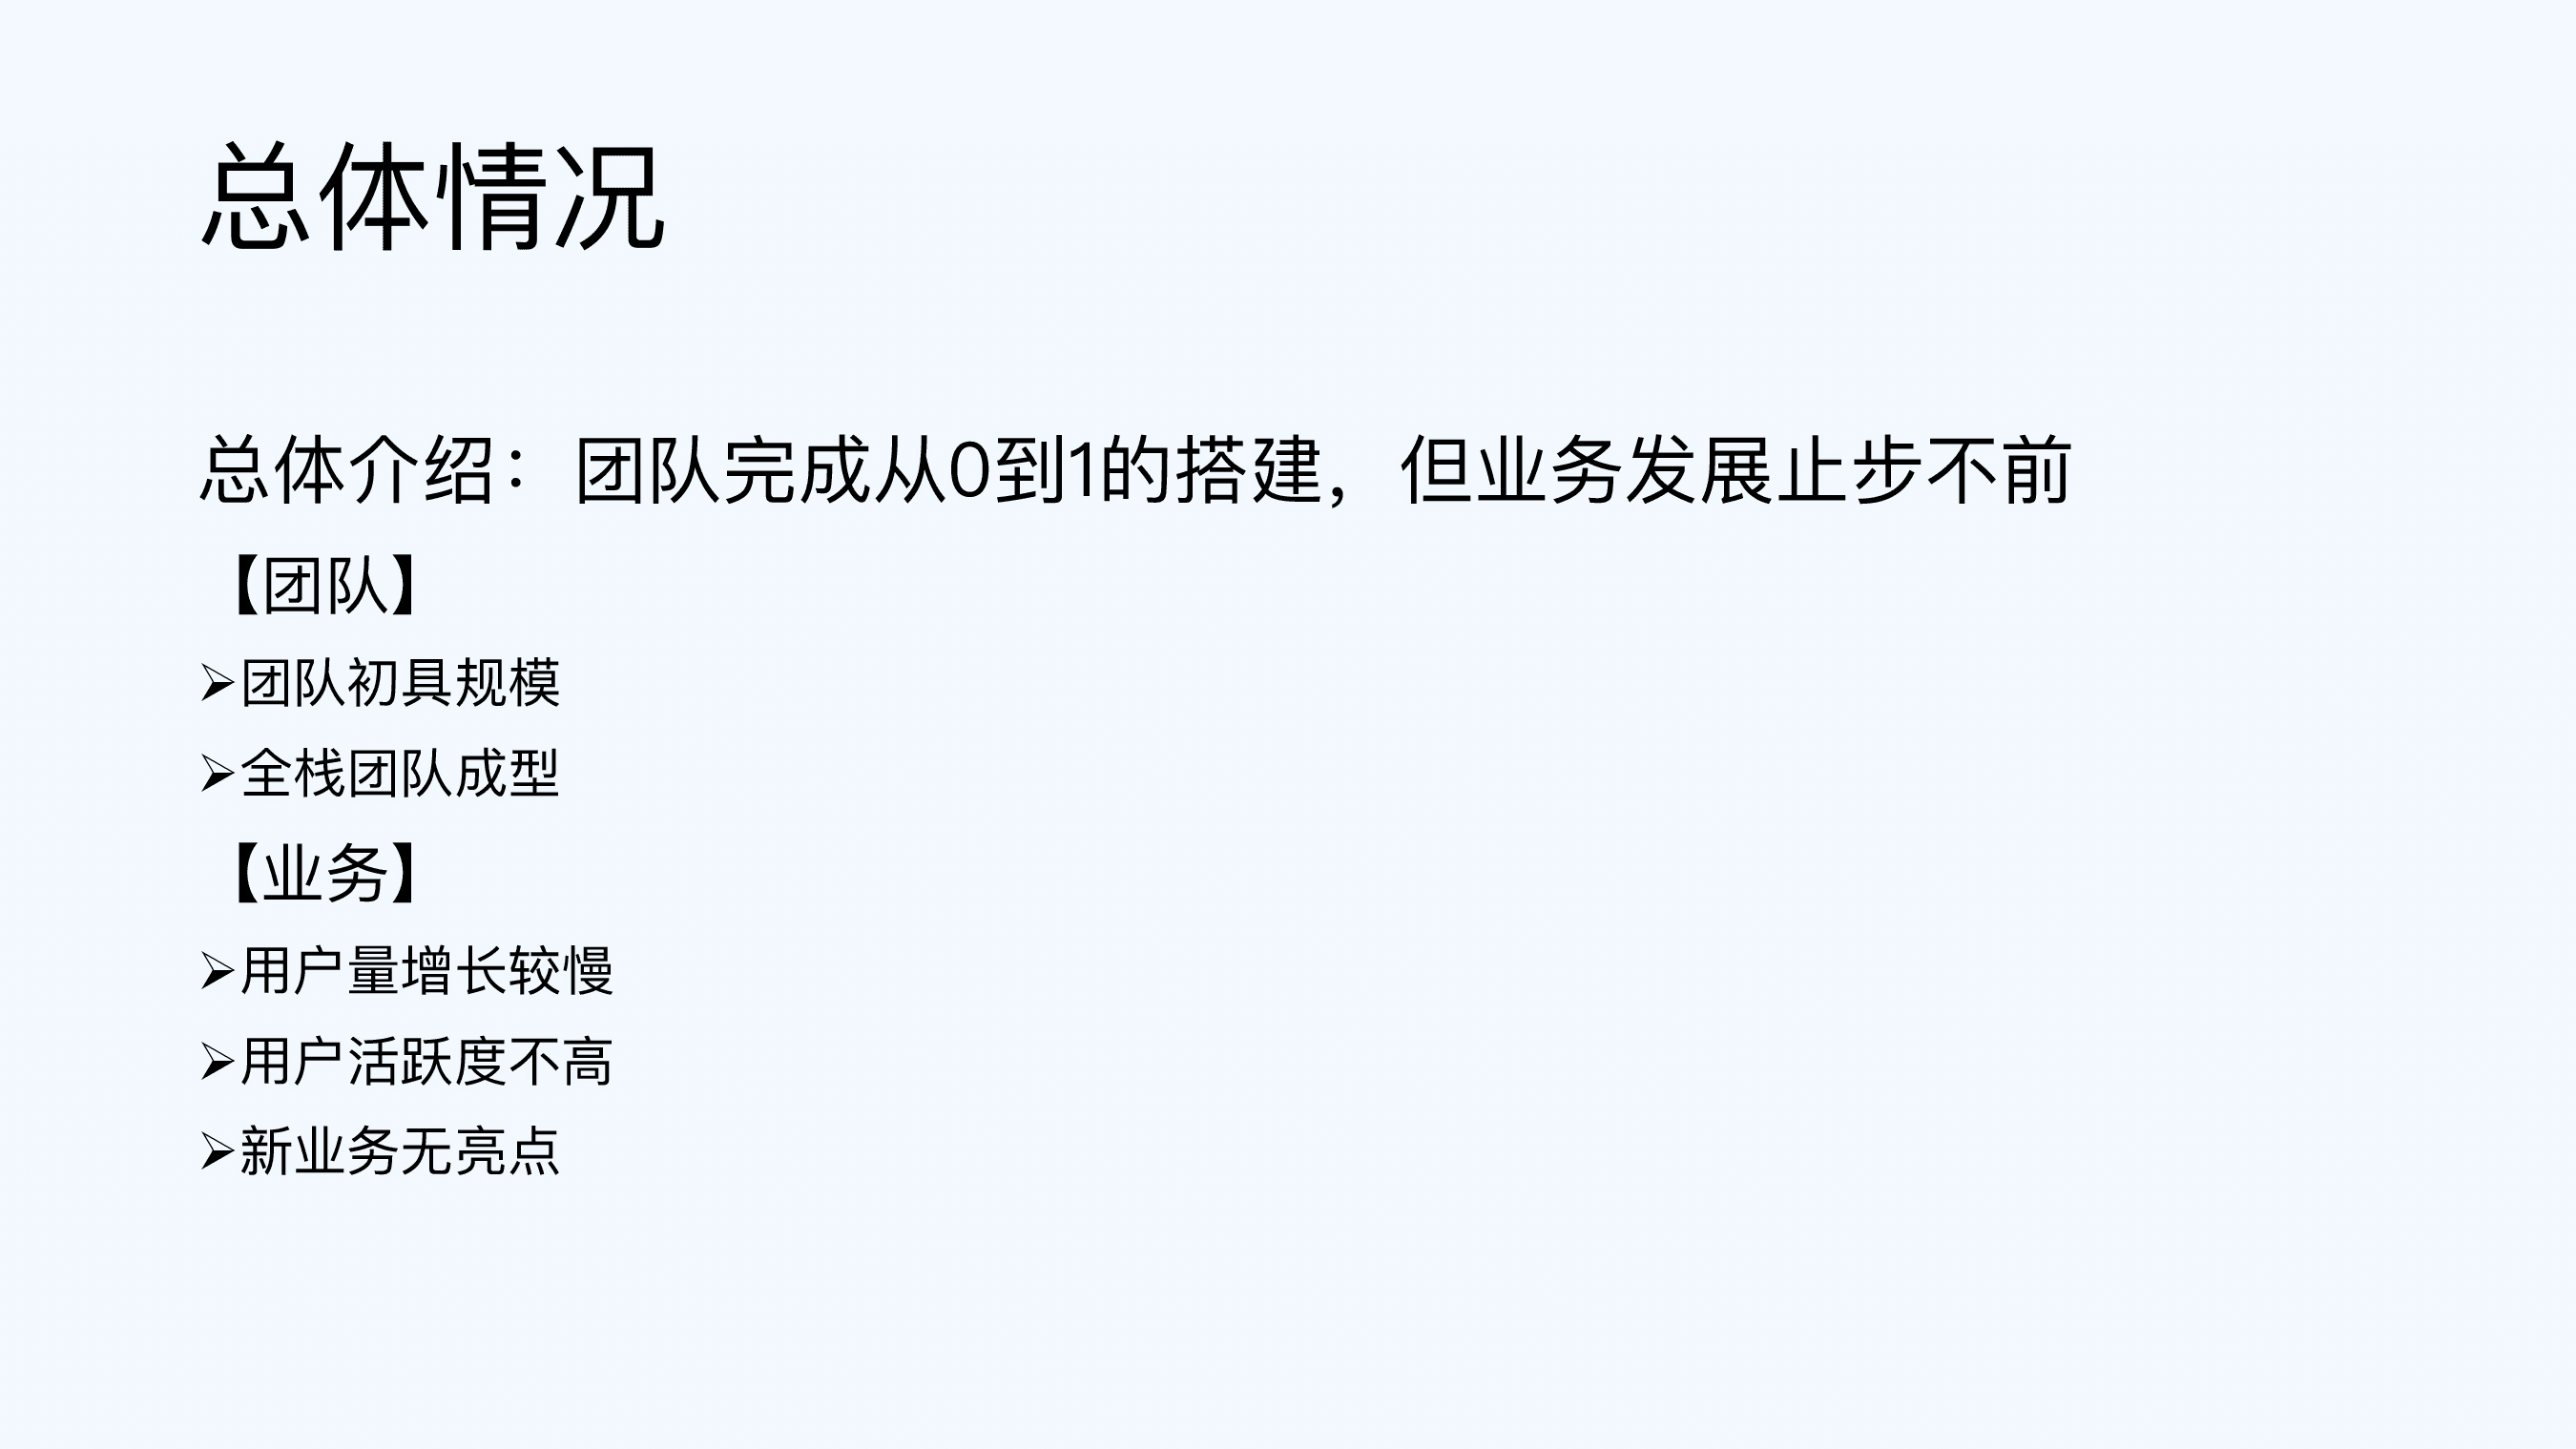 总体情况
总体介绍：团队完成从0到1的搭建，但业务发展止步不前
【团队】
➢团队初具规模
➢全栈团队成型
【业务】
➢用户量增长较慢
➢用户活跃度不高
➢新业务无亮点